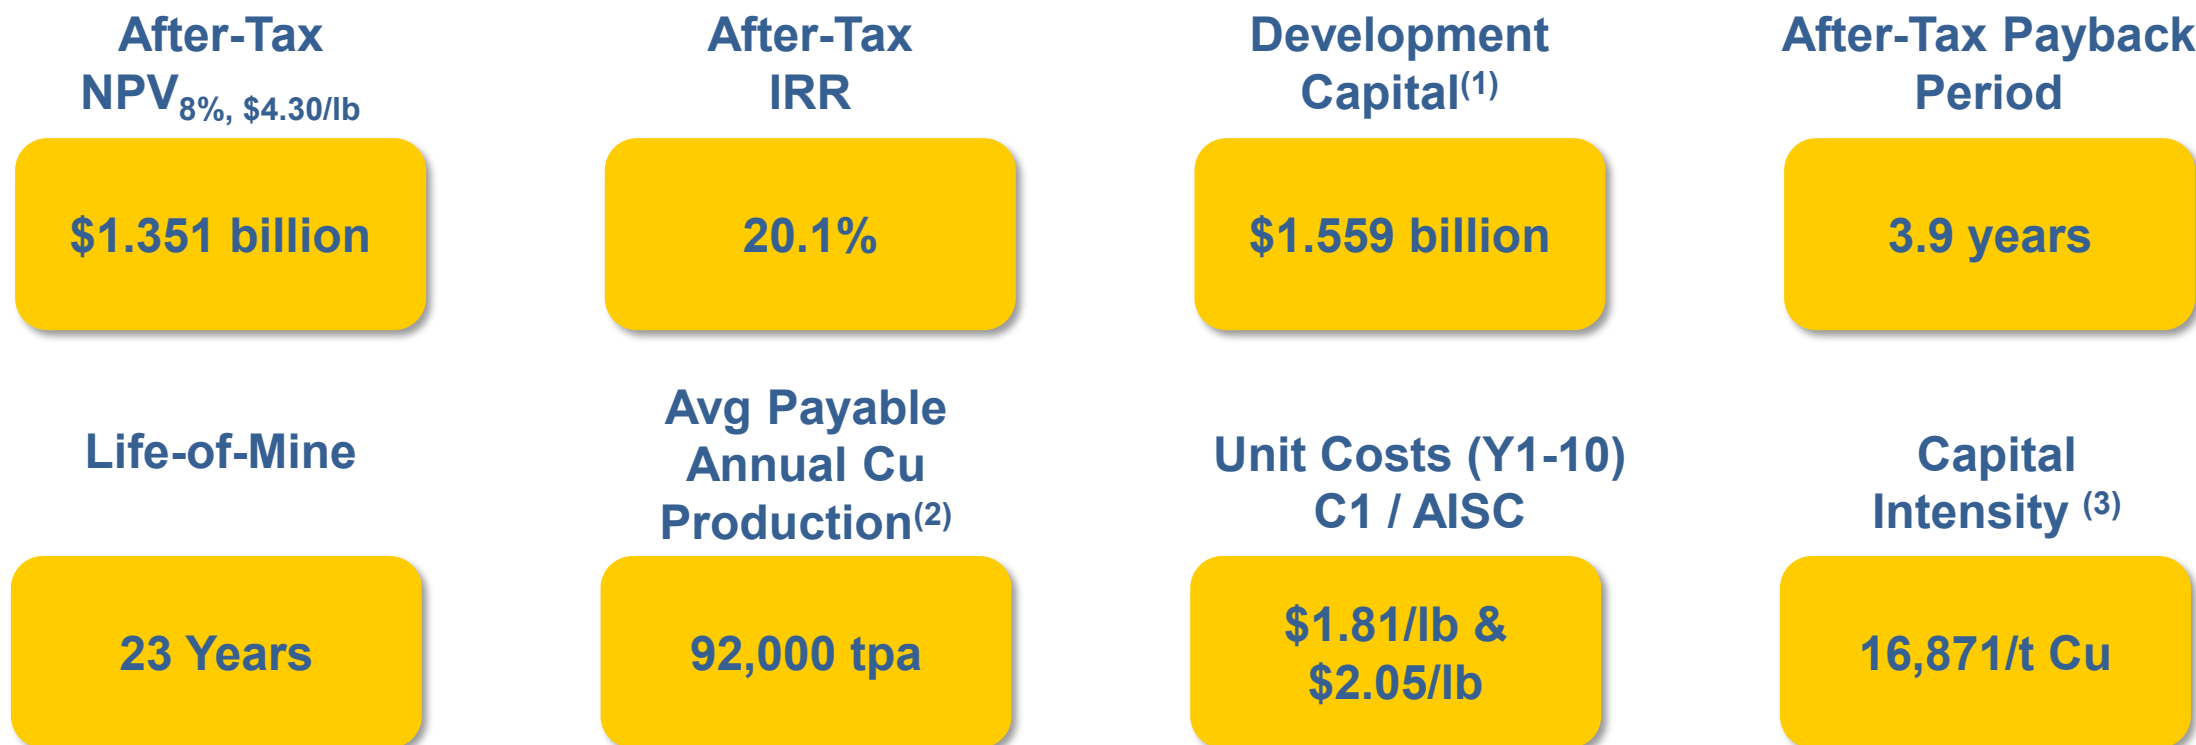 After-Tax
NPV8%, $4.30/lb
$1.351 billion
After-Tax
IRR
20.1%
Development
Capital(1)
$1.559 billion
After-Tax Payback
Period
3.9 years
Life-of-Mine
23 Years
Avg Payable
Annual Cu
Production(2)
92,000 tpa
Unit Costs (Y1-10)
C1 / AISC
$1.81/lb &
$2.05/lb
Capital
Intensity (3)
16,871/t Cu